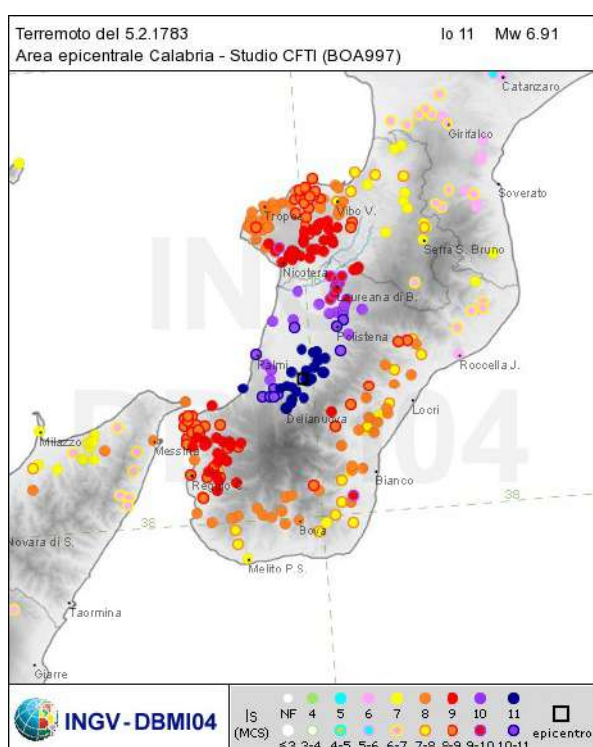 Terremoto del 5.2.1783 Io 11 Mw 6.91
Area epicentrale Calabria - Studio CFTI (BOA997)
Catanzaro
Girifalco
Soverato
Tropea
Vibo V.
Serra S. Bruno
Nicotera
Laureana di B.
Polistena
Palmi
Roccella J.
Delianuova
Locri
Milazzo
Messina
Reggio C.
Bianco
38
38
Novara di S.
Bova
Melito P.S.
Taormina
Giarre
DBMI04
INGV-DBMI04
Is NF 4 5 6 7 8 9 10 11
(MCS) ≤3 3-4 4-5 5-6 6-7 7-8 8-9 9-10 10-11 epicentro